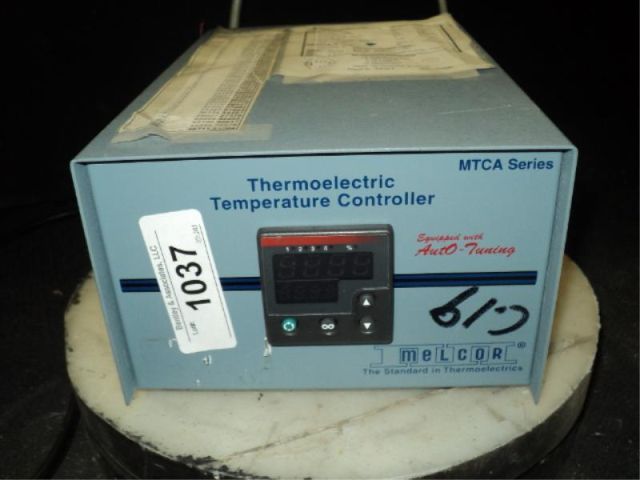 MTCA Series
Thermoelectric
Temperature Controller
Equipped with
AutO-Tuning
Bentley & Associates, LLC
Lot#:
1037
1 2 3 4 %
C19
MELCOR®
The Standard in Thermoelectrics